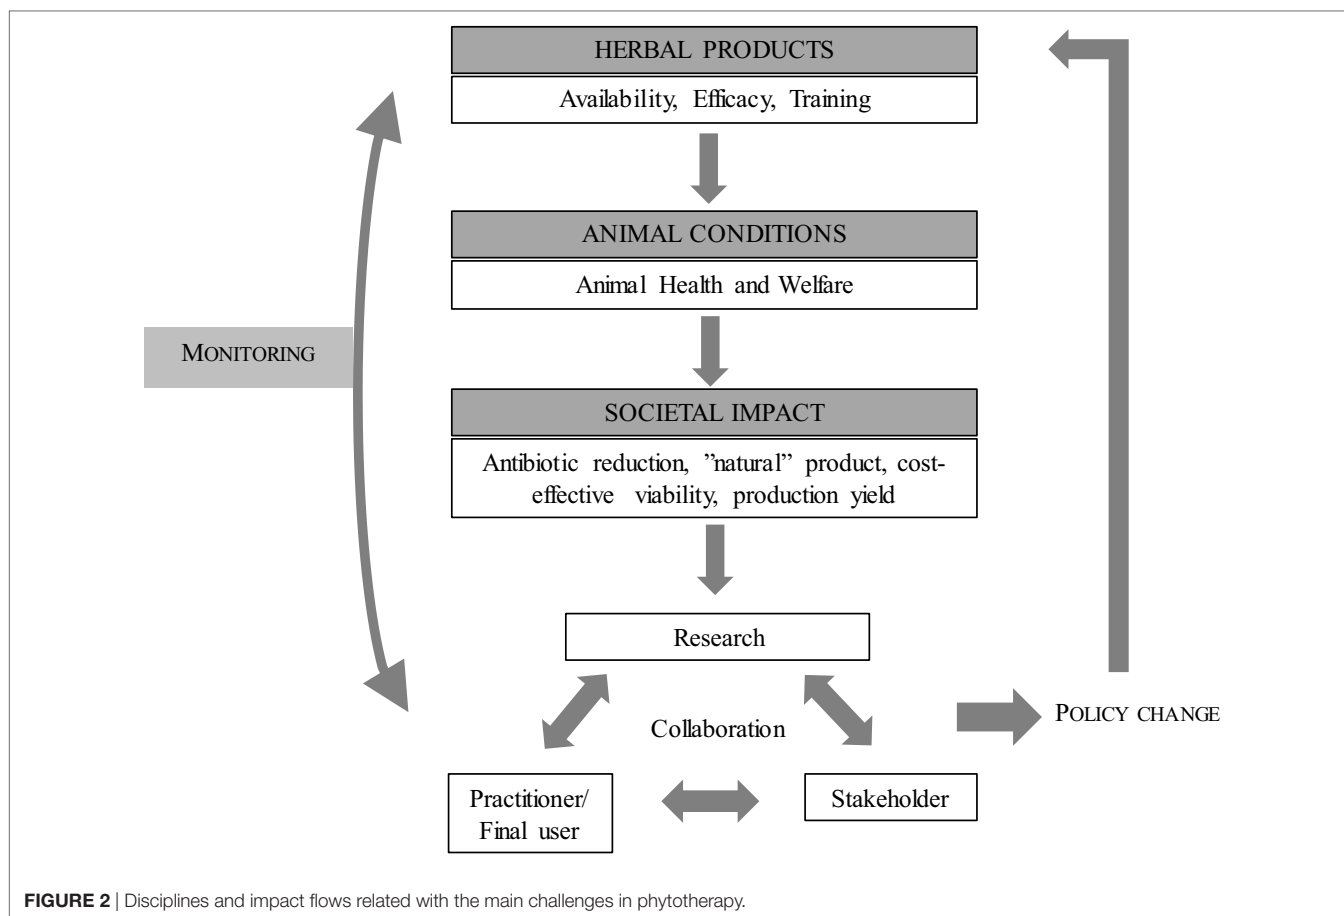 HERBAL PRODUCTS
Availability, Efficacy, Training
ANIMAL CONDITIONS
Animal Health and Welfare
MONITORING
SOCIETAL IMPACT
Antibiotic reduction, ”natural” product, cost-
effective viability, production yield
Research
Collaboration
POLICY CHANGE
Practitioner/
Final user
Stakeholder
FIGURE 2 | Disciplines and impact flows related with the main challenges in phytotherapy.